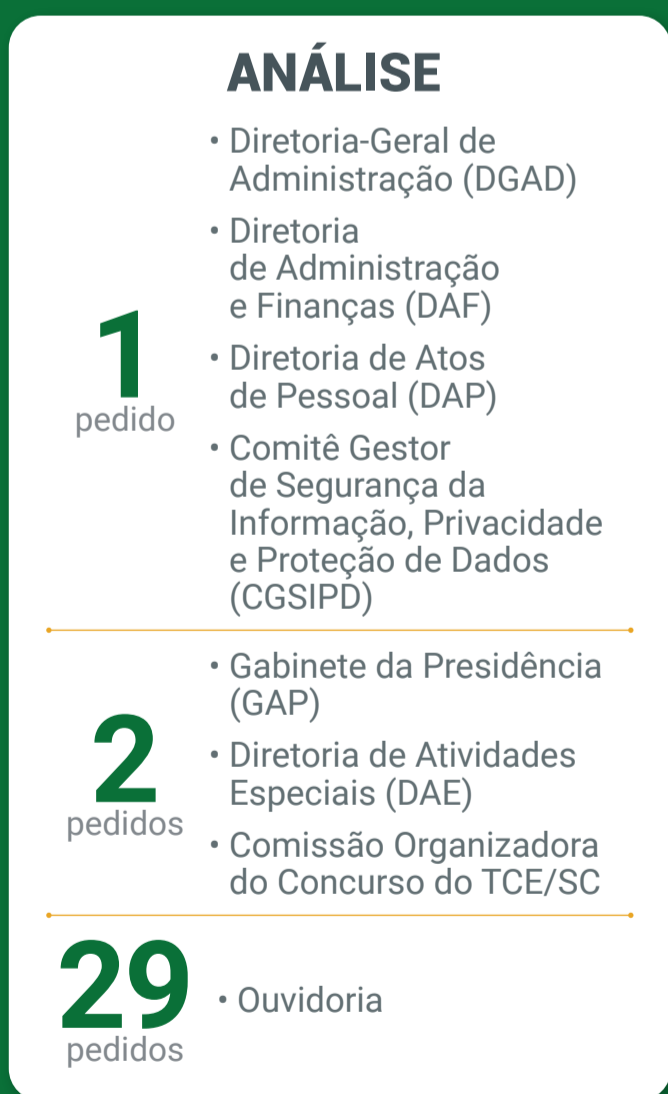 ANÁLISE
1
pedido
• Diretoria-Geral de
Administração (DGAD)
• Diretoria
de Administração
e Finanças (DAF)
• Diretoria de Atos
de Pessoal (DAP)
• Comitê Gestor
de Segurança da
Informação, Privacidade
e Proteção de Dados
(CGSIPD)
2
pedidos
• Gabinete da Presidência
(GAP)
• Diretoria de Atividades
Especiais (DAE)
• Comissão Organizadora
do Concurso do TCE/SC
29
pedidos
• Ouvidoria